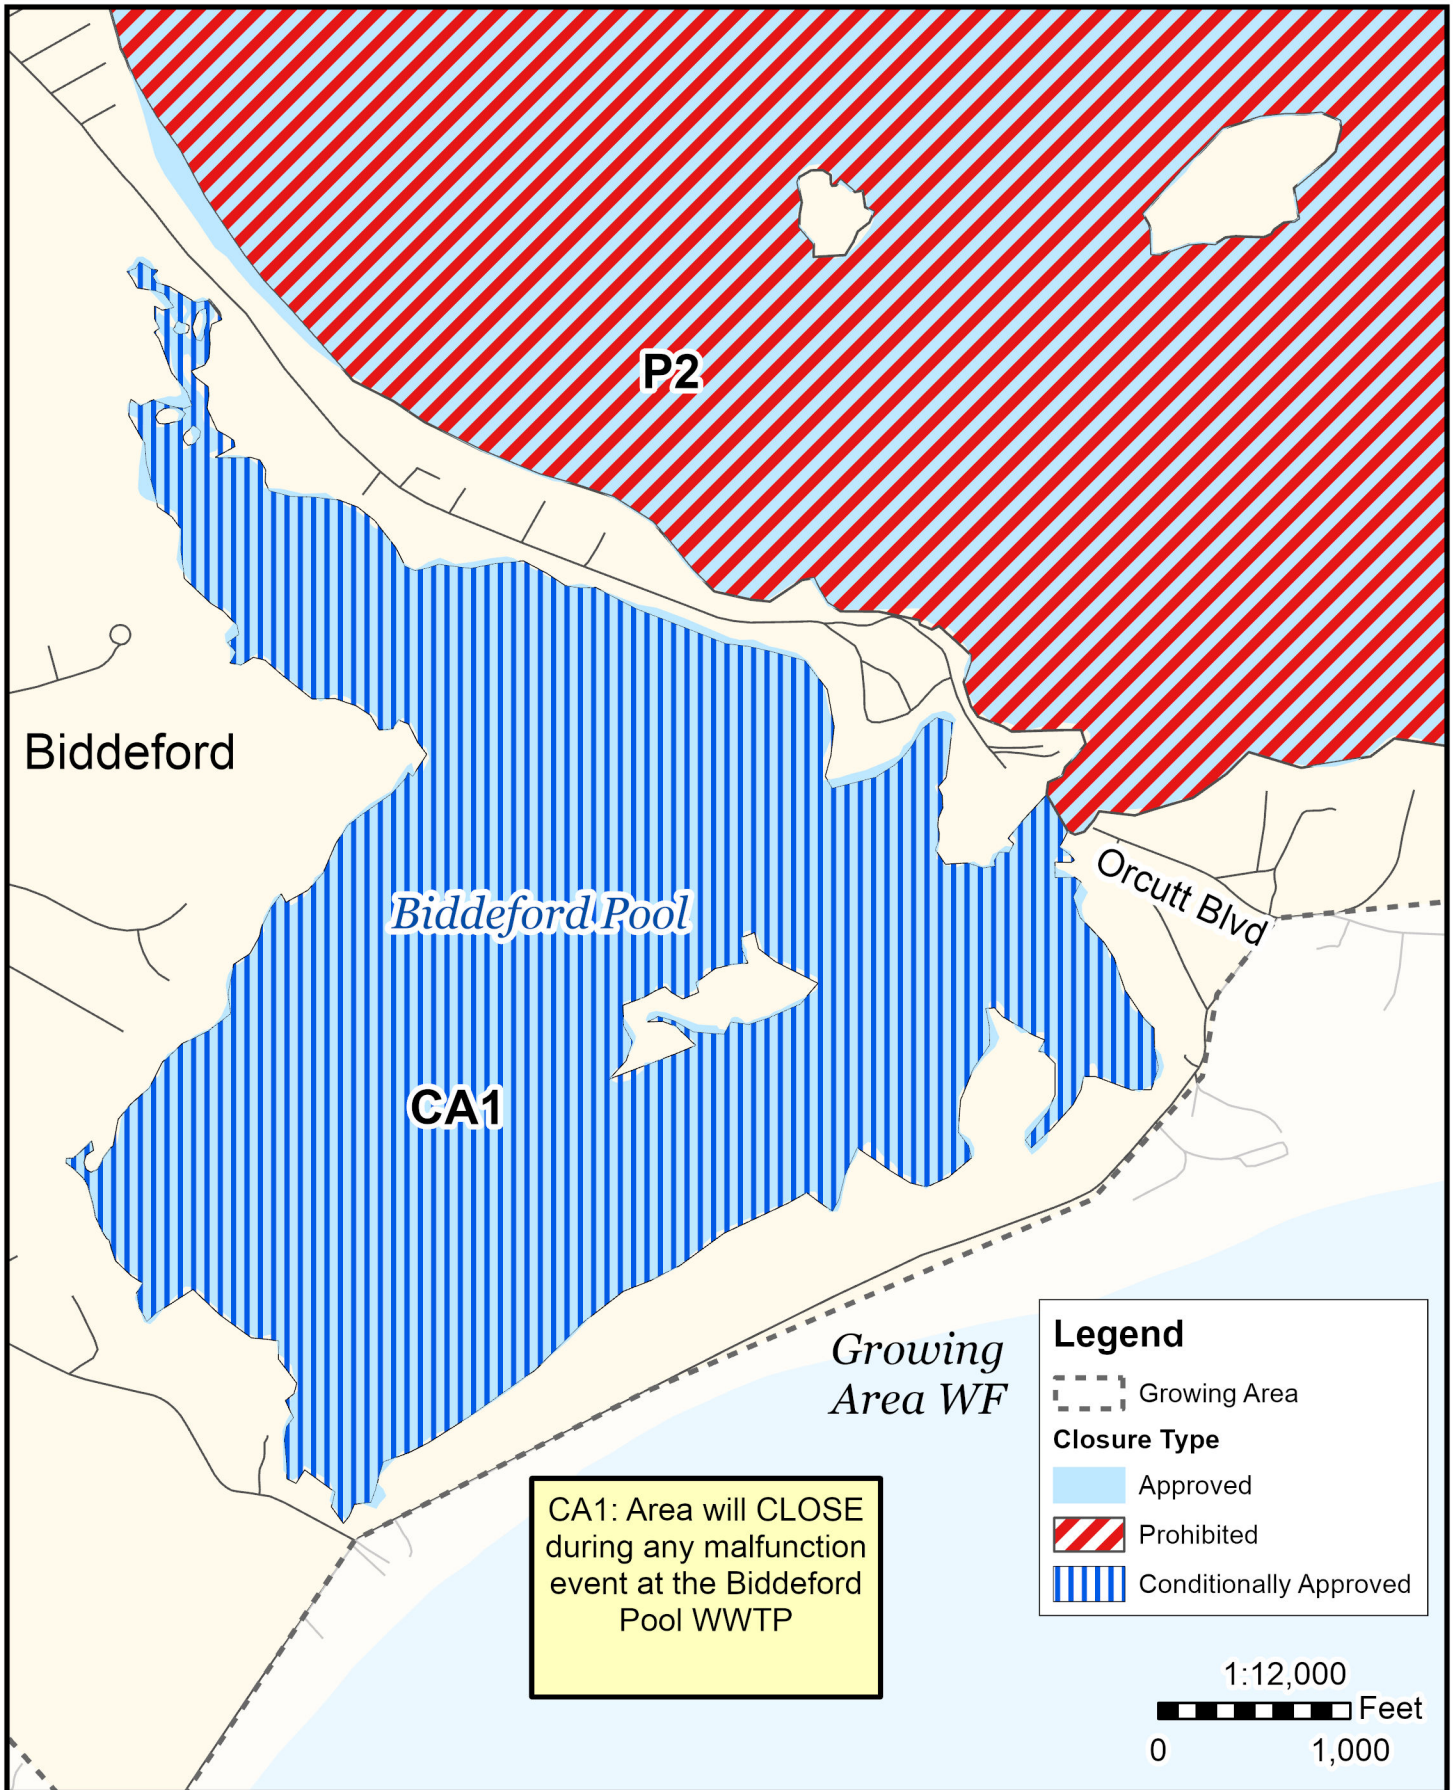 P2
Biddeford
Orcutt Blvd
Biddeford Pool
CA1
Growing
Area WF
CA1: Area will CLOSE
during any malfunction
event at the Biddeford
Pool WWTP
Legend
Growing Area
Closure Type
Approved
Prohibited
Conditionally Approved
1:12,000
Feet
0 1,000